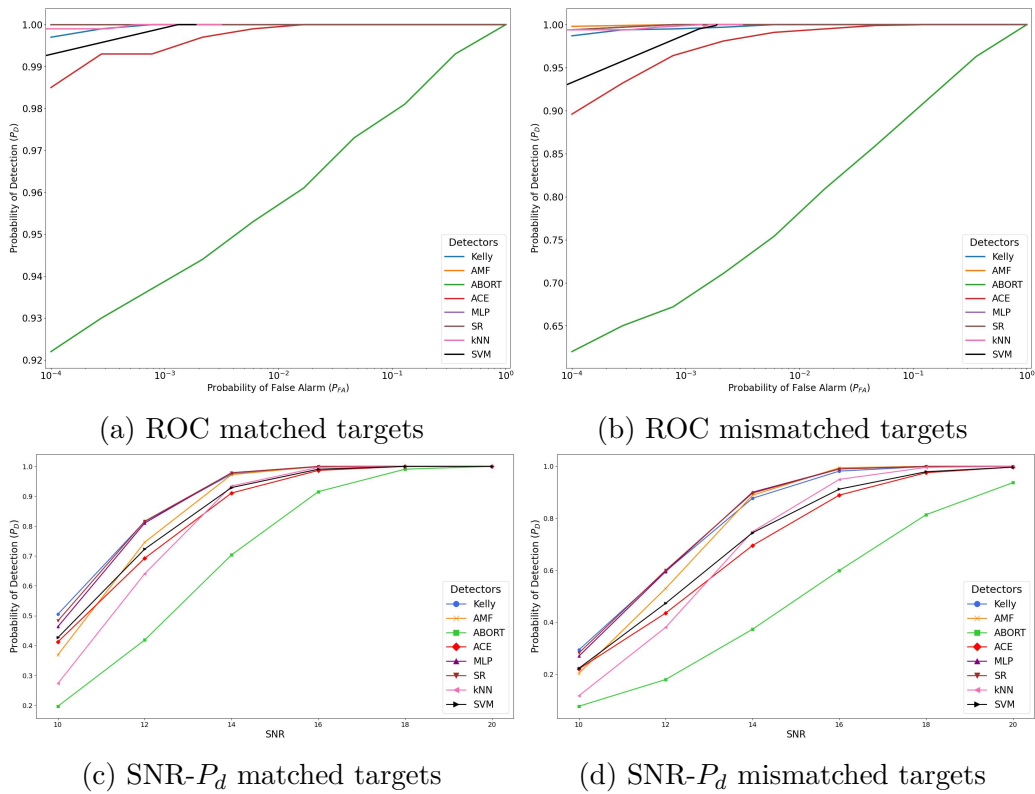 1.00
0.99
0.98
0.97
0.96
0.95
0.94
0.93
0.92
Probability of Detection (P_D)
10⁻⁴ 10⁻³ 10⁻² 10⁻¹ 10⁰
Probability of False Alarm (P_FA)
Detectors
Kelly
AMF
ABORT
ACE
MLP
SR
kNN
SVM
(a) ROC matched targets
1.00
0.95
0.90
0.85
0.80
0.75
0.70
0.65
Probability of Detection (P_D)
10⁻⁴ 10⁻³ 10⁻² 10⁻¹ 10⁰
Probability of False Alarm (P_FA)
Detectors
Kelly
AMF
ABORT
ACE
MLP
SR
kNN
SVM
(b) ROC mismatched targets
1.0
0.9
0.8
0.7
0.6
0.5
0.4
0.3
0.2
Probability of Detection (P_D)
10 12 14 16 18 20
SNR
Detectors
Kelly
AMF
ABORT
ACE
MLP
SR
kNN
SVM
(c) SNR-P_d matched targets
1.0
0.8
0.6
0.4
0.2
Probability of Detection (P_D)
10 12 14 16 18 20
SNR
Detectors
Kelly
AMF
ABORT
ACE
MLP
SR
kNN
SVM
(d) SNR-P_d mismatched targets